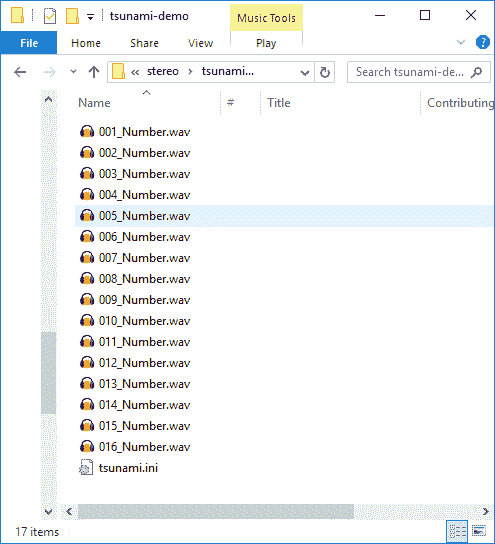 tsunami-demo
Music Tools
File Home Share View Play
stereo tsunami...
Search tsunami-de...
Name # Title Contributing
001_Number.wav
002_Number.wav
003_Number.wav
004_Number.wav
005_Number.wav
006_Number.wav
007_Number.wav
008_Number.wav
009_Number.wav
010_Number.wav
011_Number.wav
012_Number.wav
013_Number.wav
014_Number.wav
015_Number.wav
016_Number.wav
tsunami.ini
17 items